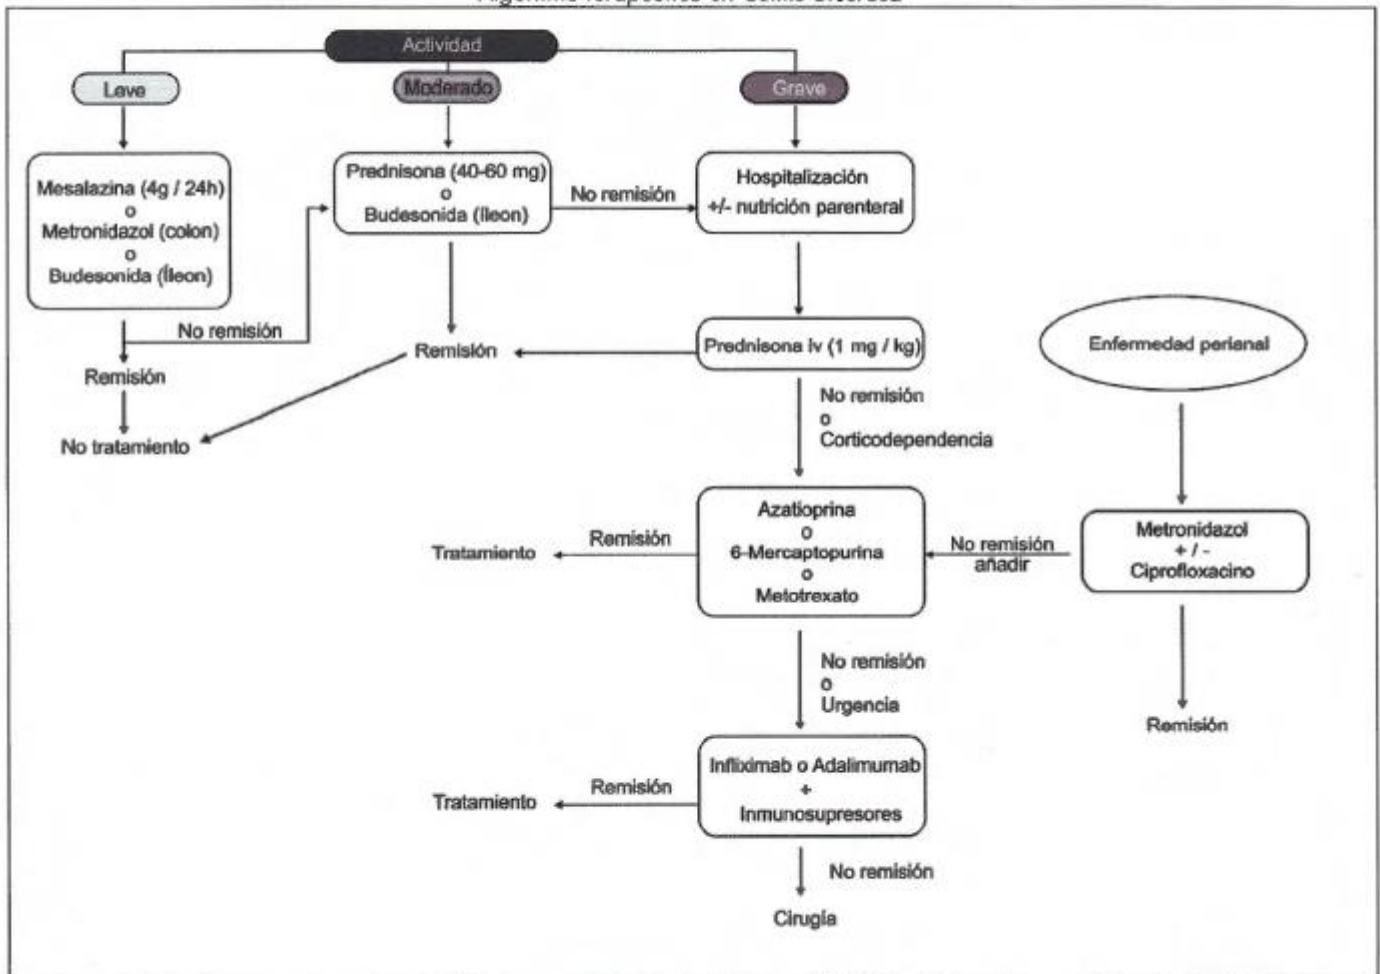 Actividad
Leve
Moderado
Grave
Mesalazina (4g / 24h)
o
Metronidazol (colon)
o
Budesonida (Íleon)
Prednisona (40-60 mg)
o
Budesonida (íleon)
No remisión
Hospitalización
+/- nutrición parenteral
No remisión
Remisión
No tratamiento
Remisión
Prednisona iv (1 mg / kg)
Enfermedad perianal
No remisión
o
Corticodependencia
Azatioprina
o
6-Mercaptopurina
o
Metotrexato
Remisión
Tratamiento
No remisión
añadir
Metronidazol
+ / -
Ciprofloxacino
Remisión
No remisión
o
Urgencia
Infliximab o Adalimumab
+
Inmunosupresores
Remisión
Tratamiento
No remisión
Cirugía